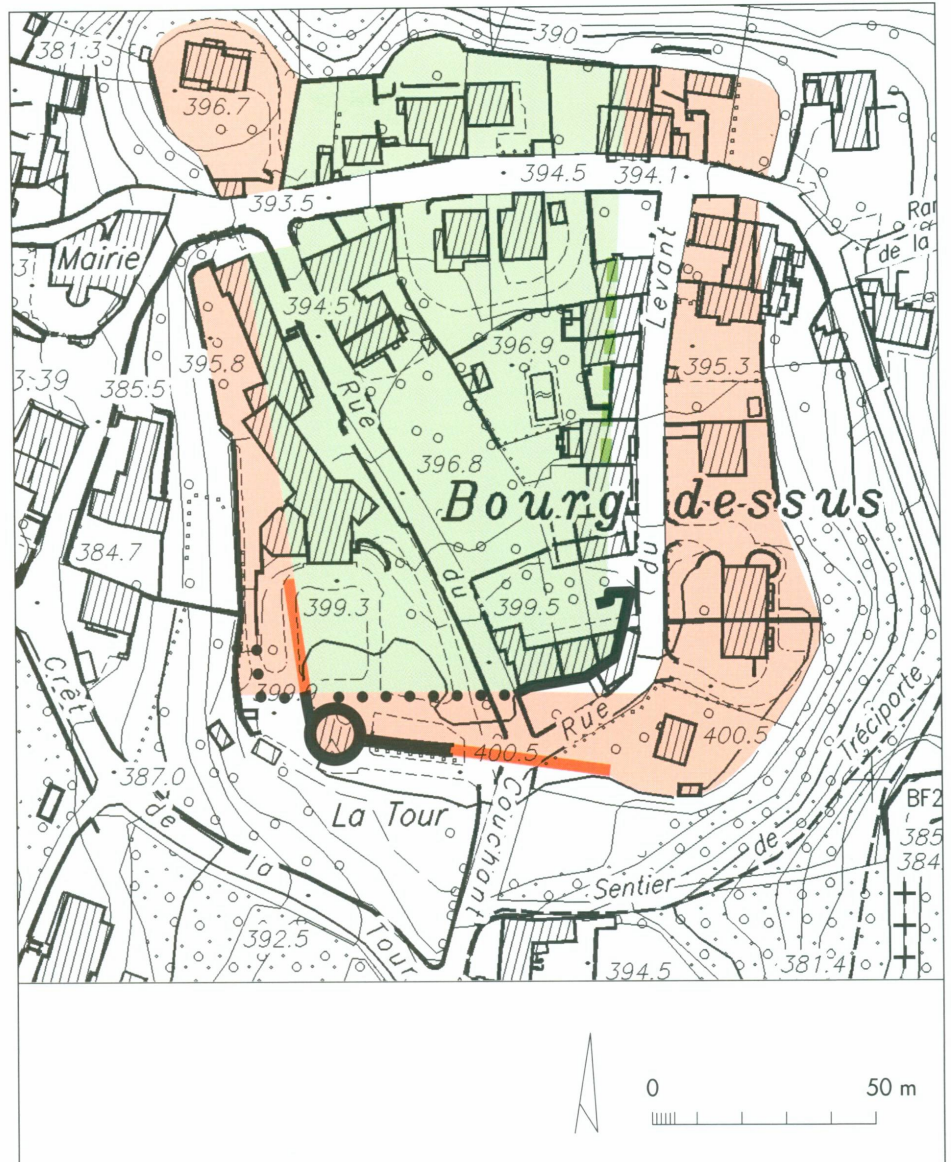 390
381.3
396.7
394.5 394.1
393.5
Mairie
de la
394.5
Levant
396.9
395.8
395.3
385.5
3:39
Rue
396.8
Bourg-dessus
384.7
du
du
399.3
399.5
Crêt
399.9
Rue
400.5
400.5
Tréciporte
387.0
La Tour
Couchant
BF2
385
384
de
la
de
Sentier
Tour
392.5
394.5
381.4
0 50 m